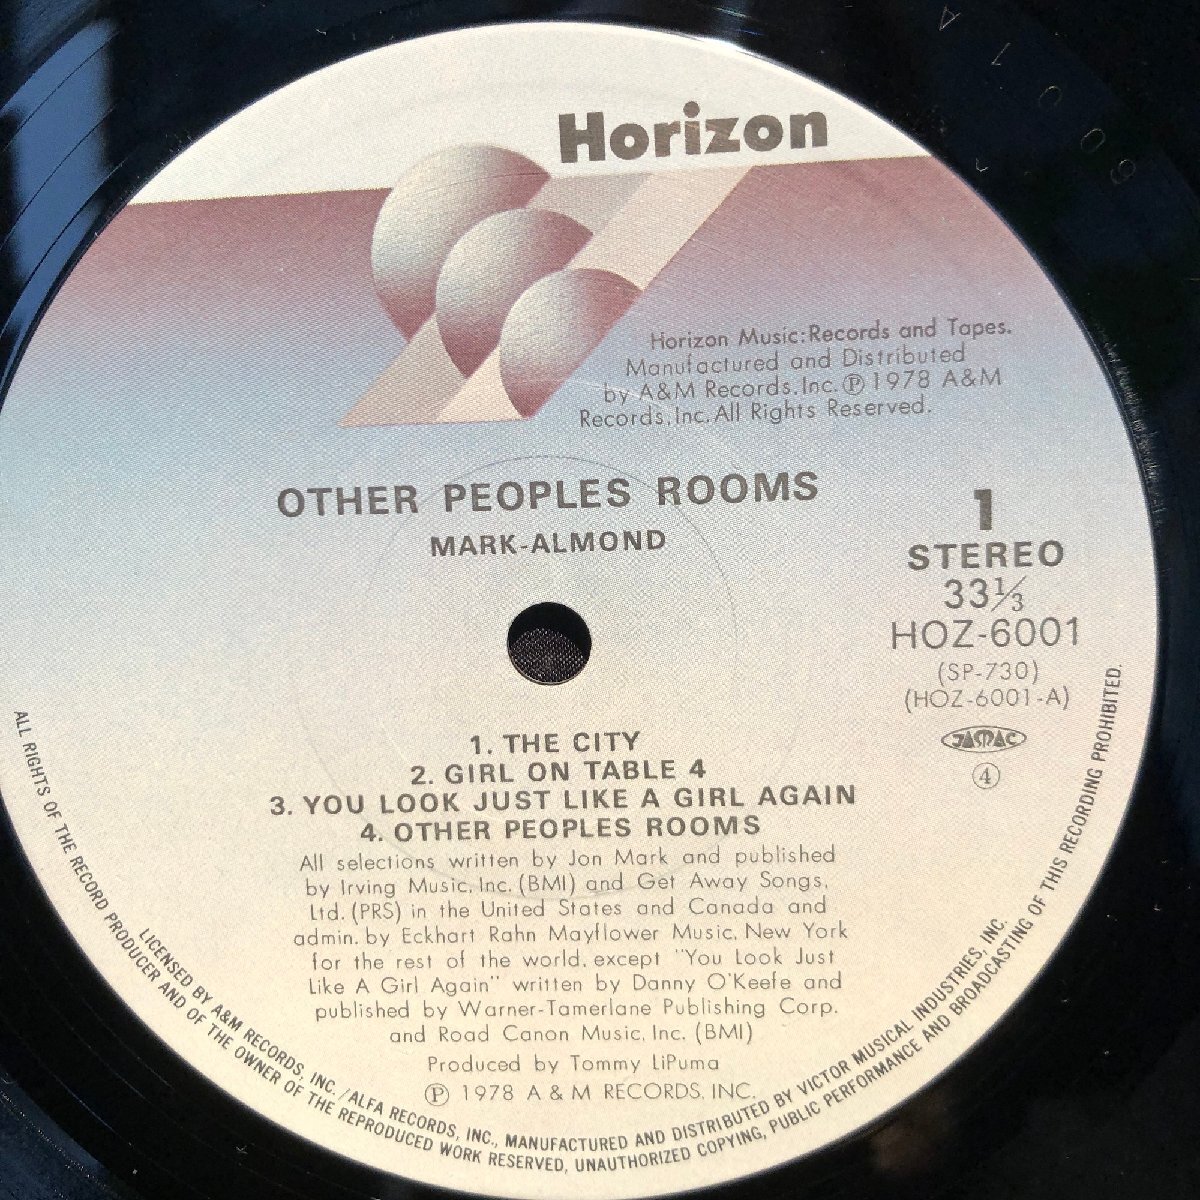 Horizon
Horizon Music:Records and Tapes.
Manufactured and Distributed
by A&M Records,Inc.Ⓟ1978 A&M
Records,Inc.All Rights Reserved.
OTHER PEOPLES ROOMS
MARK-ALMOND
1
STEREO
33⅓
HOZ-6001
(SP-730)
(HOZ-6001-A)
JASRAC
④
1. THE CITY
2. GIRL ON TABLE 4
3. YOU LOOK JUST LIKE A GIRL AGAIN
4. OTHER PEOPLES ROOMS
All selections written by Jon Mark and published
by Irving Music,Inc.(BMI) and Get Away Songs,
Ltd.(PRS) in the United States and Canada and
admin. by Eckhart Rahn Mayflower Music, New York
for the rest of the world, except "You Look Just
Like A Girl Again" written by Danny O'Keefe and
published by Warner-Tamerlane Publishing Corp.
and Road Canon Music, Inc. (BMI)
Produced by Tommy LiPuma
Ⓟ 1978 A & M RECORDS, INC.
ALL RIGHTS OF THE RECORD PRODUCER AND OF THE OWNER OF THE REPRODUCED WORK RESERVED, UNAUTHORIZED COPYING, PUBLIC PERFORMANCE AND BROADCASTING OF THIS RECORDING PROHIBITED.
LICENSED BY A&M RECORDS, INC./ALFA RECORDS, INC., MANUFACTURED AND DISTRIBUTED BY VICTOR MUSICAL INDUSTRIES, INC.